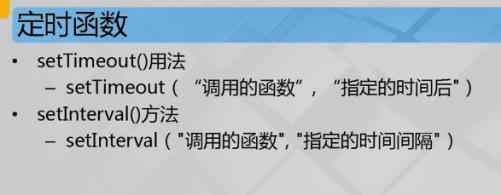 定时函数
• setTimeout()用法
– setTimeout（ “调用的函数”，“指定的时间后"）
• setInterval()方法
– setInterval（"调用的函数", "指定的时间间隔"）